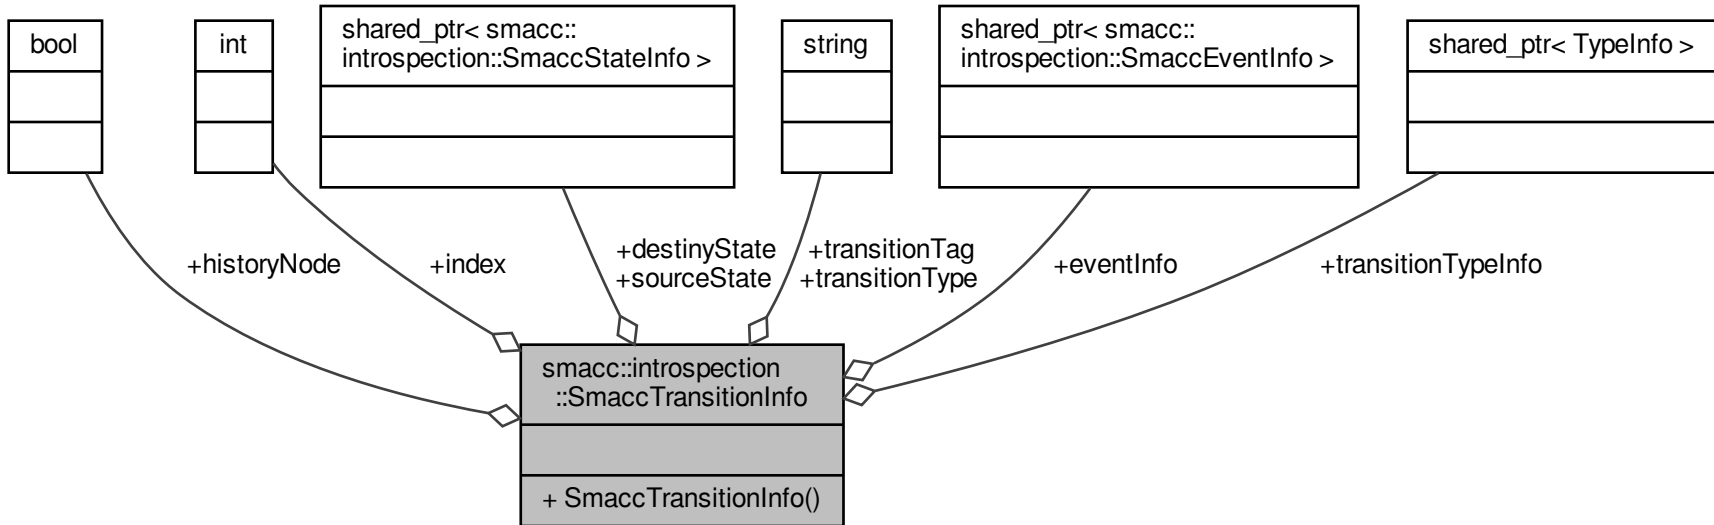 bool
int
shared_ptr< smacc::
introspection::SmaccStateInfo >
string
shared_ptr< smacc::
introspection::SmaccEventInfo >
shared_ptr< TypeInfo >
+historyNode
+index
+destinyState
+sourceState
+transitionTag
+transitionType
+eventInfo
+transitionTypeInfo
smacc::introspection
::SmaccTransitionInfo
+ SmaccTransitionInfo()